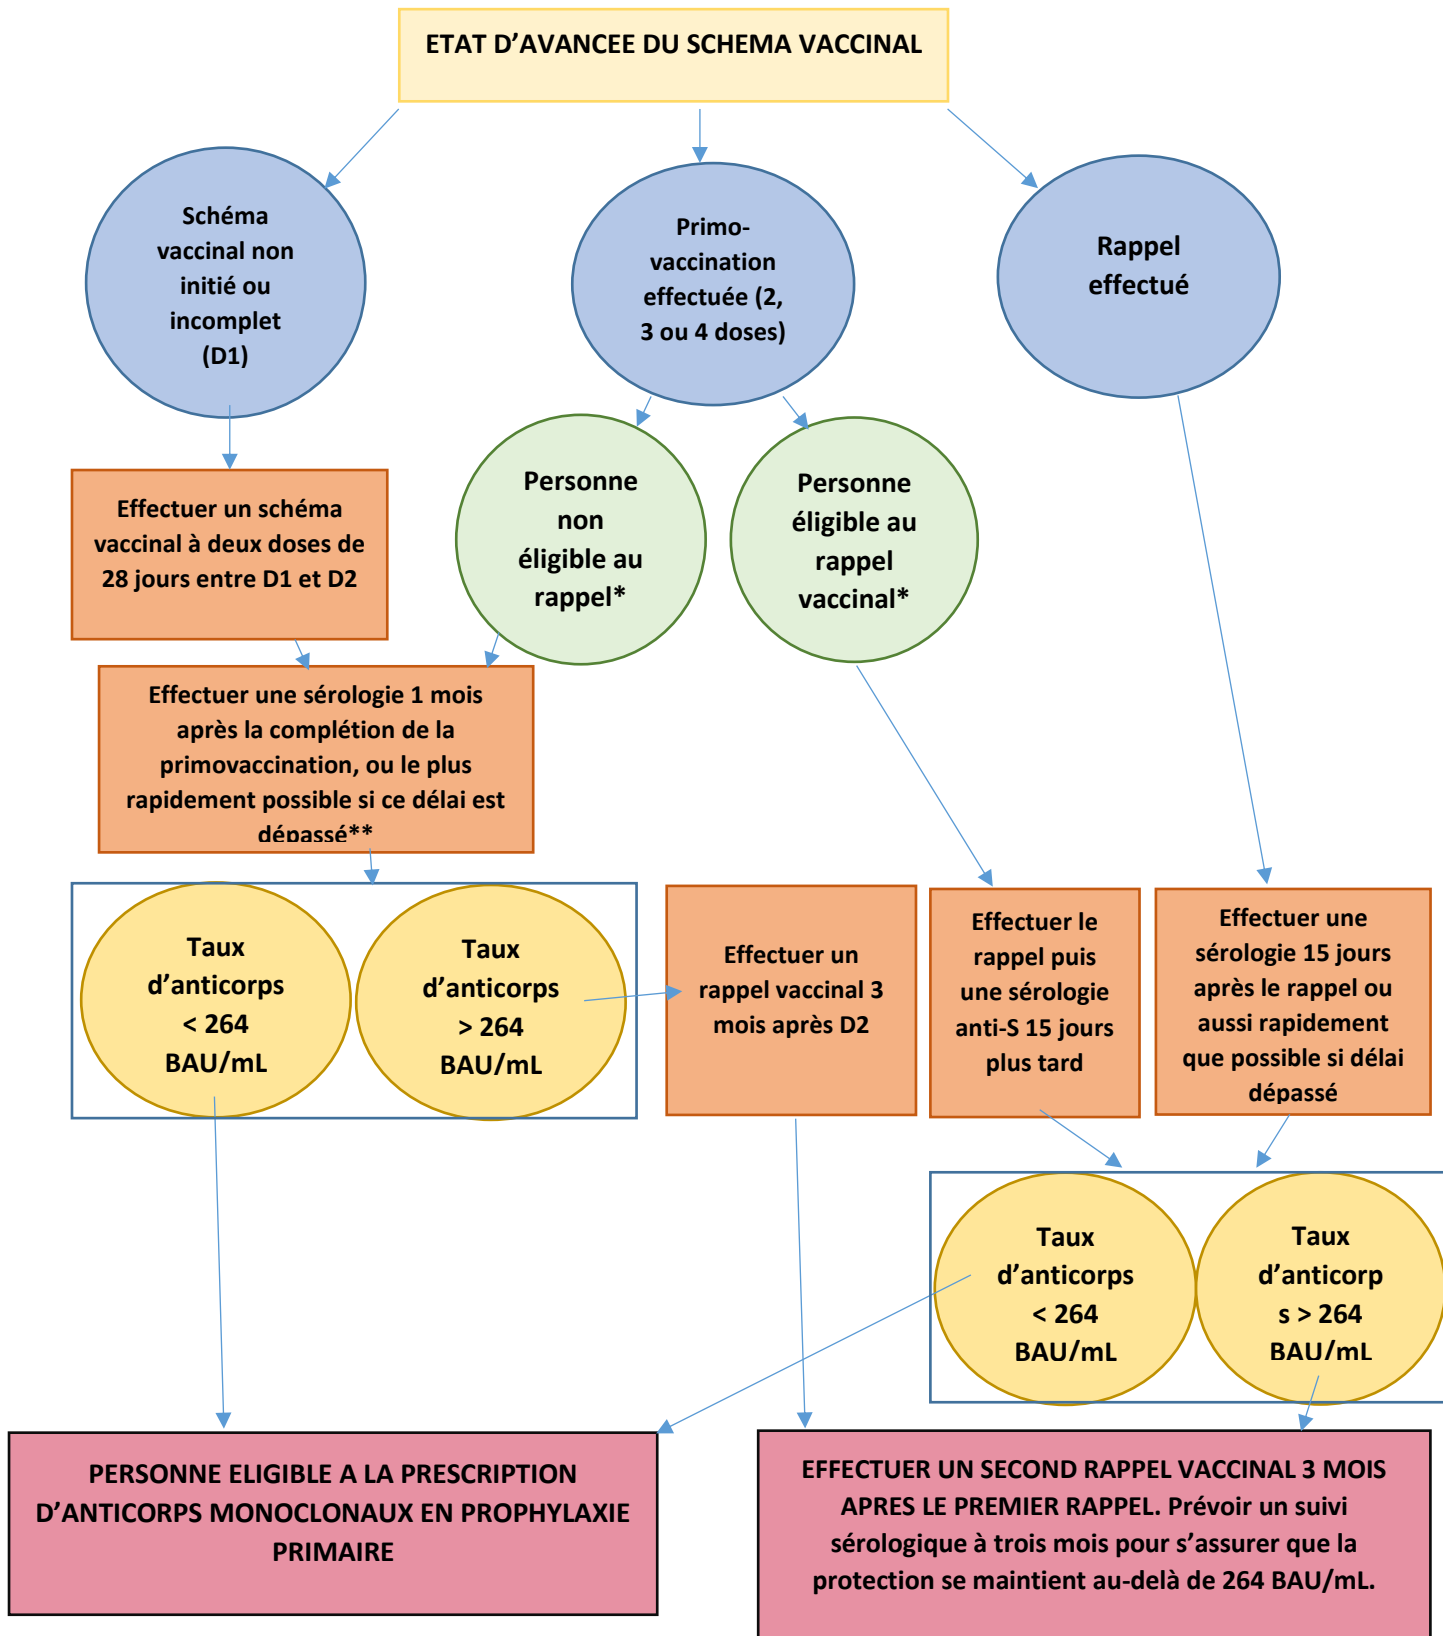 ETAT D’AVANCEE DU SCHEMA VACCINAL
Schéma
vaccinal non
initié ou
incomplet
(D1)
Primo-
vaccination
effectuée (2,
3 ou 4 doses)
Rappel
effectué
Personne
non
éligible au
rappel*
Personne
éligible au
rappel
vaccinal*
Effectuer un schéma
vaccinal à deux doses de
28 jours entre D1 et D2
Effectuer une sérologie 1 mois
après la complétion de la
primovaccination, ou le plus
rapidement possible si ce délai est
dépassé**
Taux
d’anticorps
< 264
BAU/mL
Taux
d’anticorps
> 264
BAU/mL
Effectuer un
rappel vaccinal 3
mois après D2
Effectuer le
rappel puis
une sérologie
anti-S 15 jours
plus tard
Effectuer une
sérologie 15 jours
après le rappel ou
aussi rapidement
que possible si délai
dépassé
Taux
d’anticorps
< 264
BAU/mL
Taux
d’anticorp
s > 264
BAU/mL
PERSONNE ELIGIBLE A LA PRESCRIPTION
D’ANTICORPS MONOCLONAUX EN PROPHYLAXIE
PRIMAIRE
EFFECTUER UN SECOND RAPPEL VACCINAL 3 MOIS
APRES LE PREMIER RAPPEL. Prévoir un suivi
sérologique à trois mois pour s’assurer que la
protection se maintient au-delà de 264 BAU/mL.